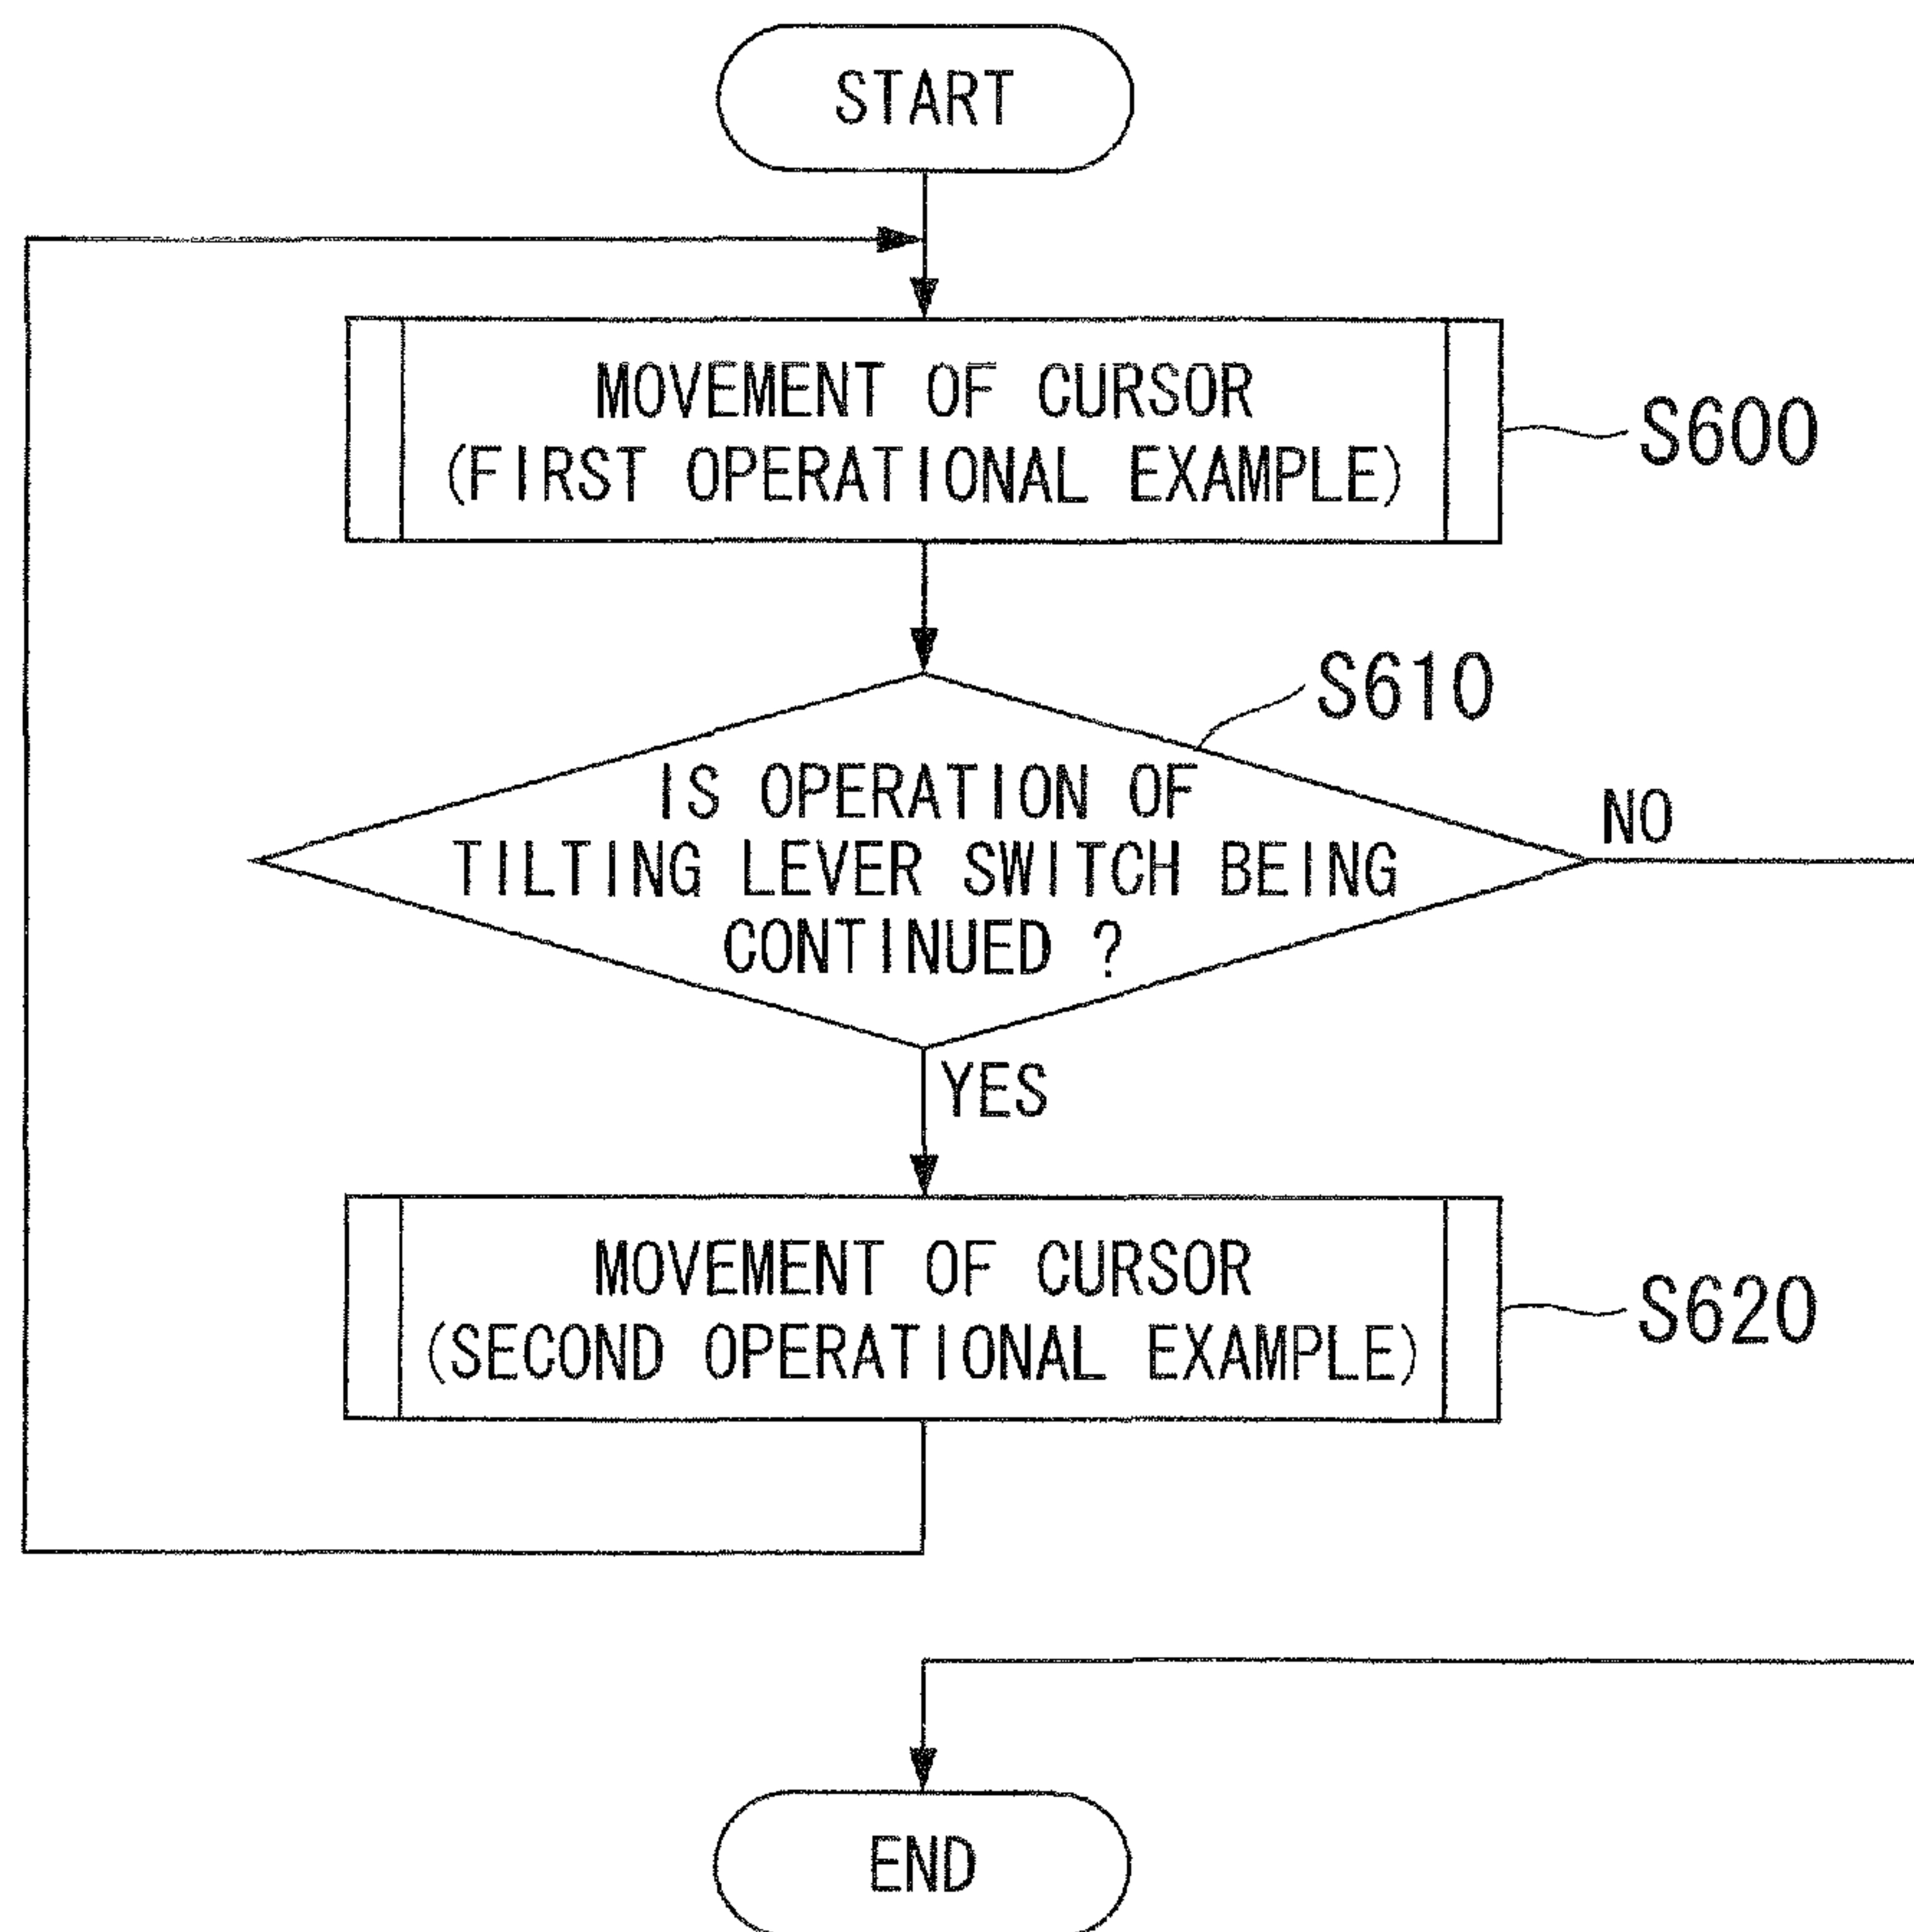 START
MOVEMENT OF CURSOR
(FIRST OPERATIONAL EXAMPLE)
S600
S610
IS OPERATION OF
TILTING LEVER SWITCH BEING
CONTINUED ?
NO
YES
MOVEMENT OF CURSOR
(SECOND OPERATIONAL EXAMPLE)
S620
END